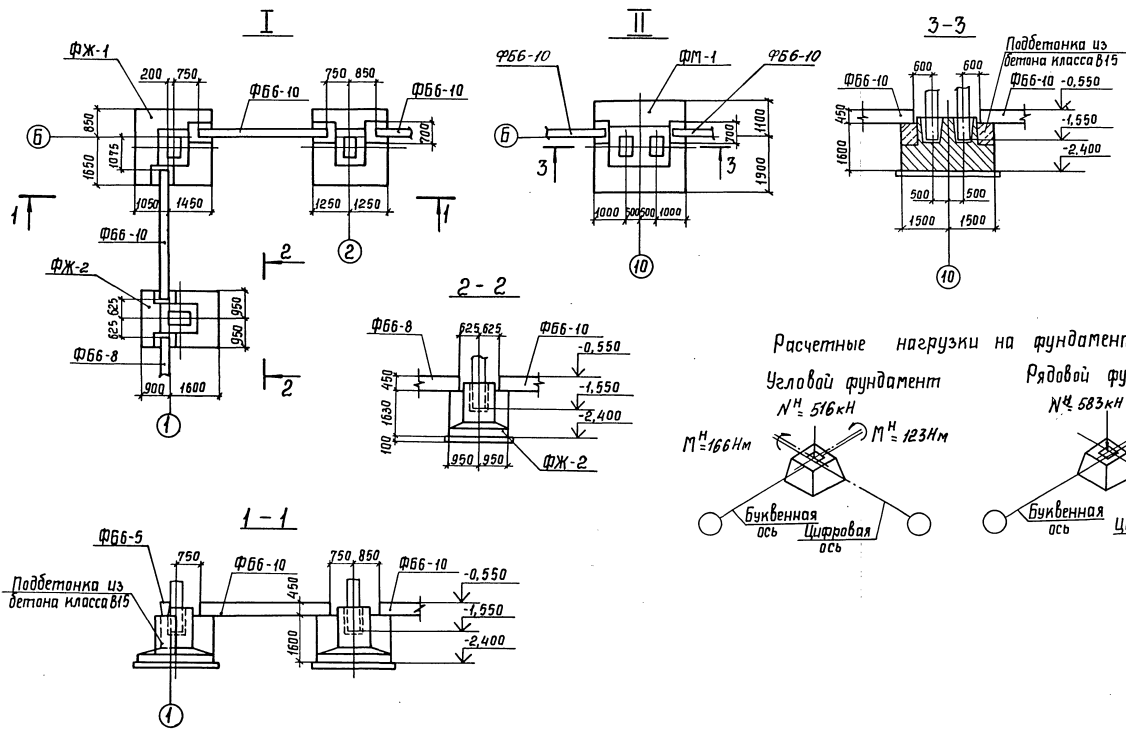 I
ФЖ-1
200
750
ФБ6-10
750
850
ФБ6-10
700
Б
850
1650
1075
1050
1450
1250
1250
1
1
2
ФБ6-10
ФЖ-2
2
625
625
950
950
ФБ6-8
900
1600
2
1
II
ФБ6-10
ФМ-1
ФБ6-10
Б
700
1100
1900
3
3
1000
500
500
1000
10
3-3
Подбетонка из
бетона класса В15
600
600
ФБ6-10
ФБ6-10
-0,550
450
-1,550
1600
-2,400
500
500
1500
1500
10
2-2
ФБ6-8
625
625
ФБ6-10
-0,550
450
-1,550
1630
-2,400
100
950
950
ФЖ-2
Расчетные нагрузки на фундамент
Угловой фундамент
Nᴴ= 516кН
Mᴴ=166Нм
Mᴴ=123Нм
Буквенная
ось
Цифровая
ось
Рядовой фу
Nᴴ= 583кН
Буквенная
ось
Ц
1-1
ФБ6-5
750
ФБ6-10
750
850
ФБ6-10
Подбетонка из
бетона класса В15
450
-0,550
-1,550
1600
-2,400
1